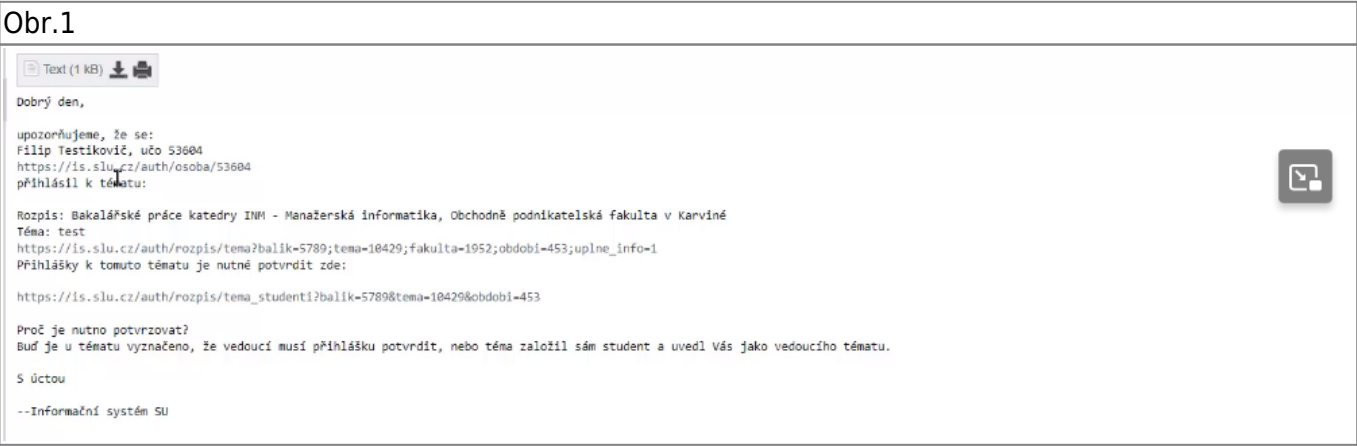 Obr.1
Text (1 kB)
Dobrý den,
upozorňujeme, že se:
Filip Testikovič, učo 53604
https://is.slu.cz/auth/osoba/53604
přihlásil k tématu:
Rozpis: Bakalářské práce katedry INM - Manažerská informatika, Obchodně podnikatelská fakulta v Karviné
Téma: test
https://is.slu.cz/auth/rozpis/tema?balik=5789;tema=10429;fakulta=1952;obdobi=453;uplne_info=1
Přihlášky k tomuto tématu je nutné potvrdit zde:
https://is.slu.cz/auth/rozpis/tema_studenti?balik=5789&tema=10429&obdobi=453
Proč je nutno potvrzovat?
Buď je u tématu vyznačeno, že vedoucí musí přihlášku potvrdit, nebo téma založil sám student a uvedl Vás jako vedoucího tématu.
S úctou
--Informační systém SU